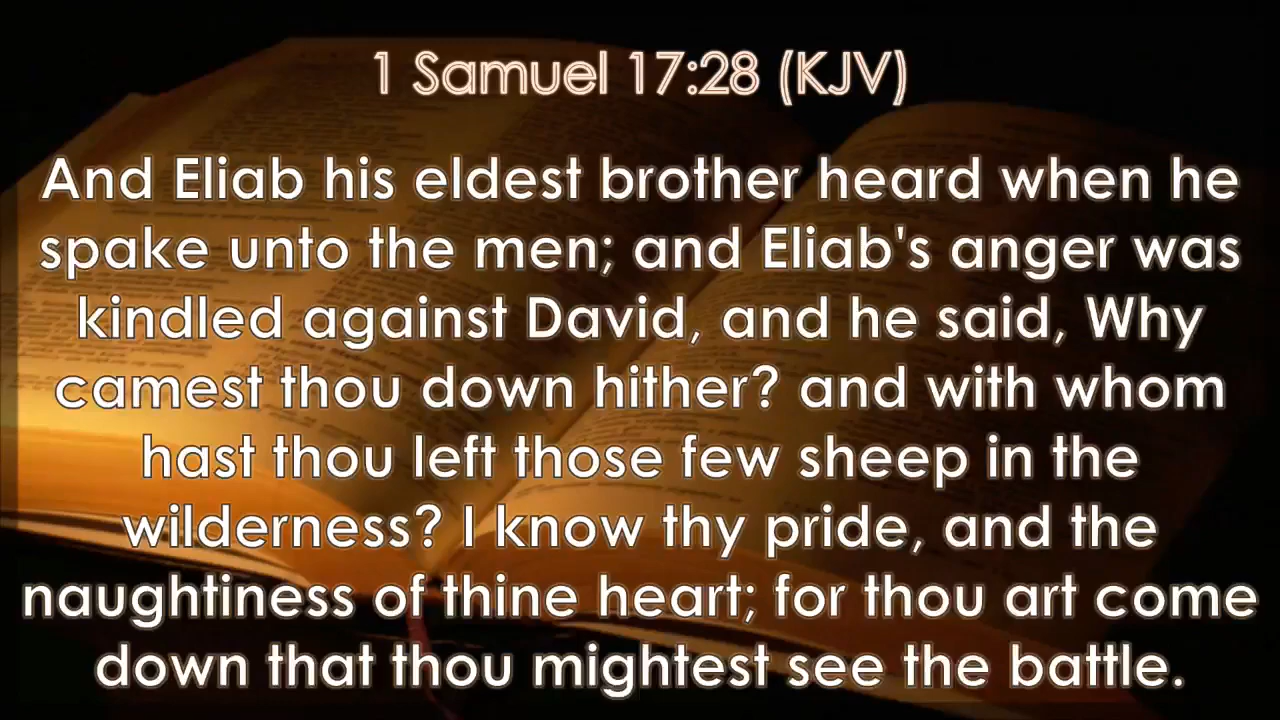 1 Samuel 17:28 (KJV)
And Eliab his eldest brother heard when he
spake unto the men; and Eliab's anger was
kindled against David, and he said, Why
camest thou down hither? and with whom
hast thou left those few sheep in the
wilderness? I know thy pride, and the
naughtiness of thine heart; for thou art come
down that thou mightest see the battle.